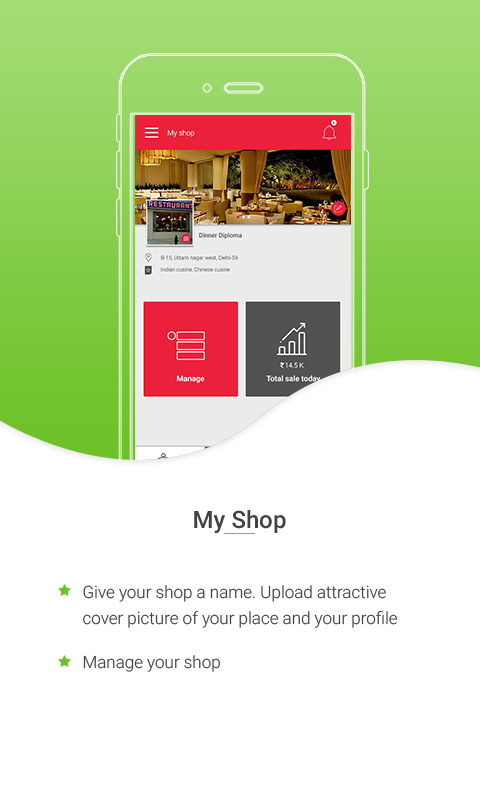 My shop
RESTAURANT
Dinner Diploma
B-15, Uttam nagar west, Delhi-59
Indian cusine, Chinese cusine
Manage
₹14.5 K
Total sale today
My Shop
Give your shop a name. Upload attractive
cover picture of your place and your profile
Manage your shop